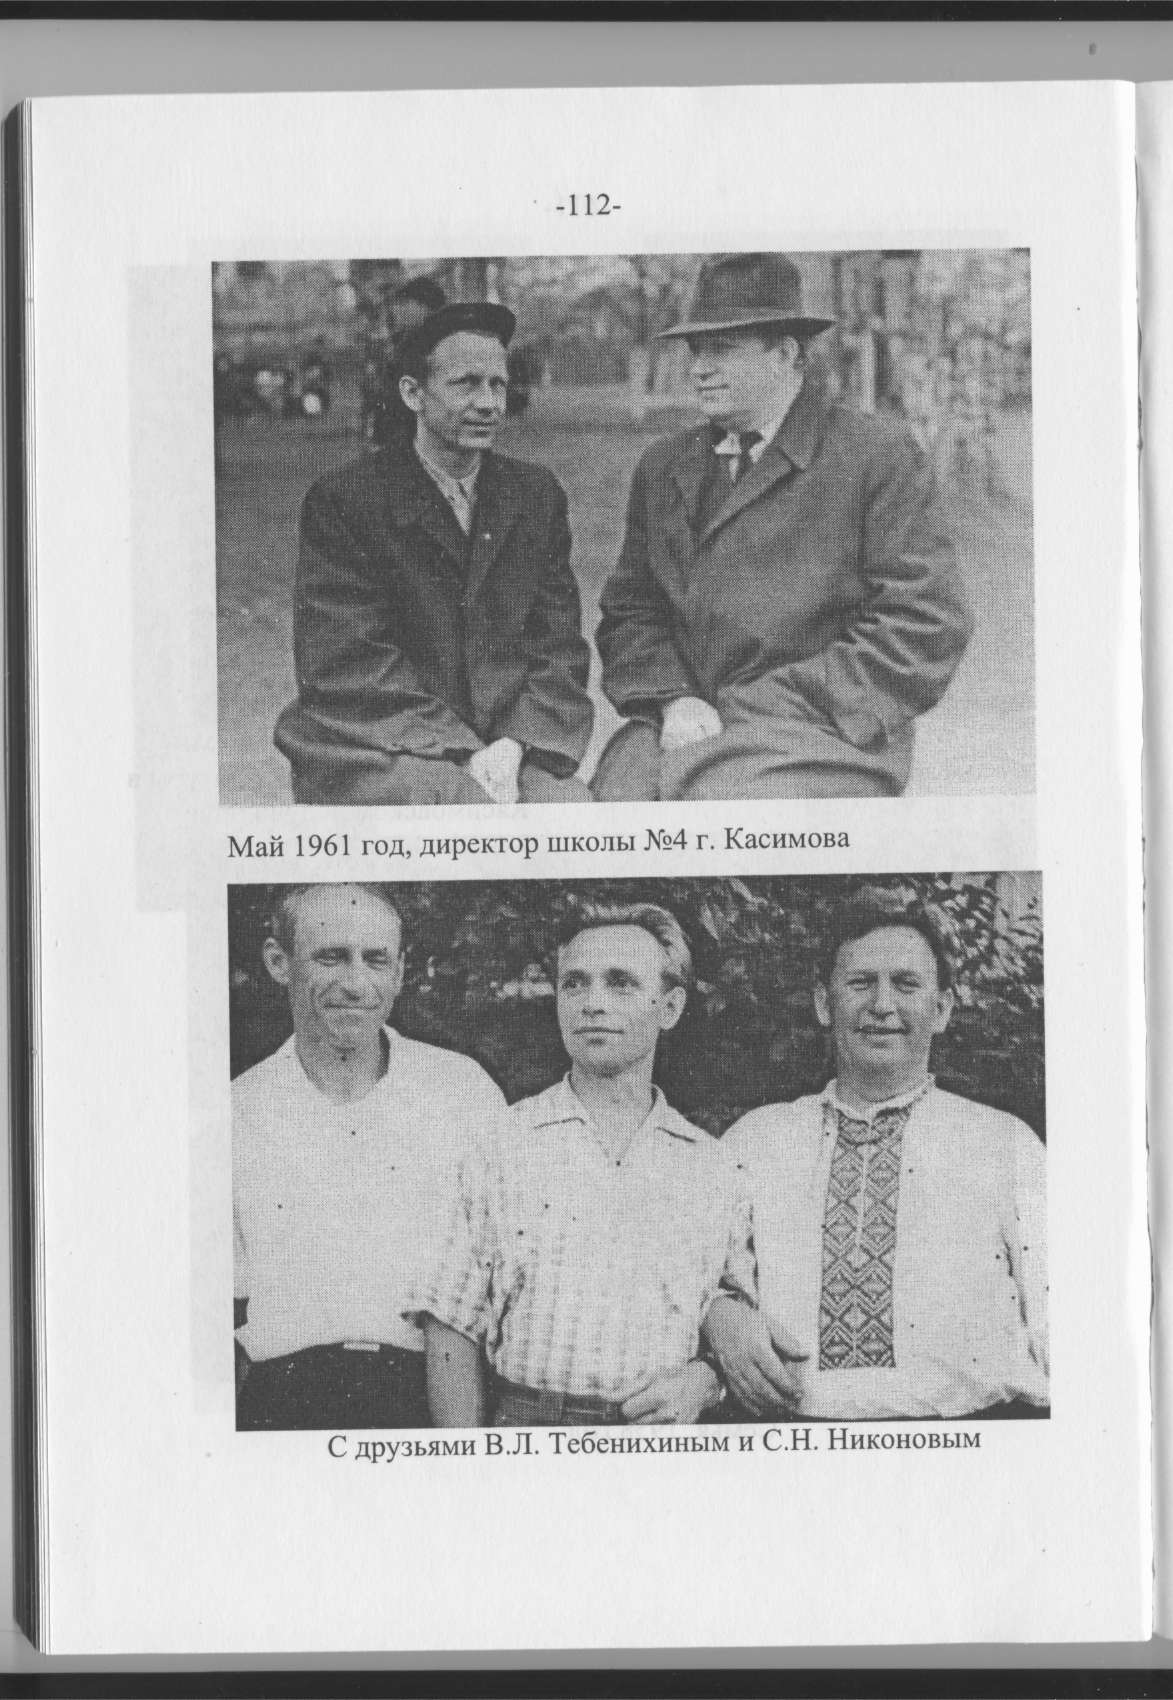 -112-
Май 1961 год, директор школы №4 г. Касимова
С друзьями В.Л. Тебенихиным и С.Н. Никоновым